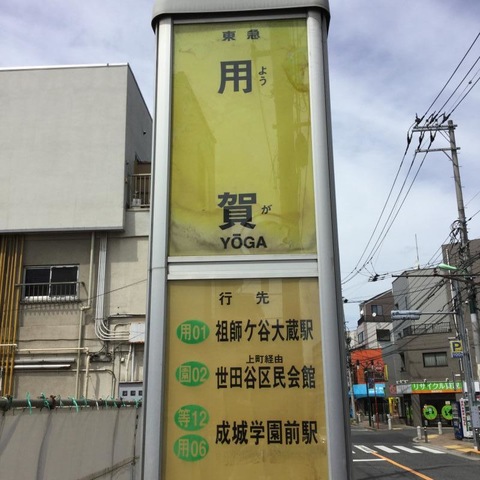 東急
用
よう
賀
が
YŌGA
行先
用01 祖師ケ谷大蔵駅
上町経由
園02 世田谷区民会館
等12
用06 成城学園前駅
P